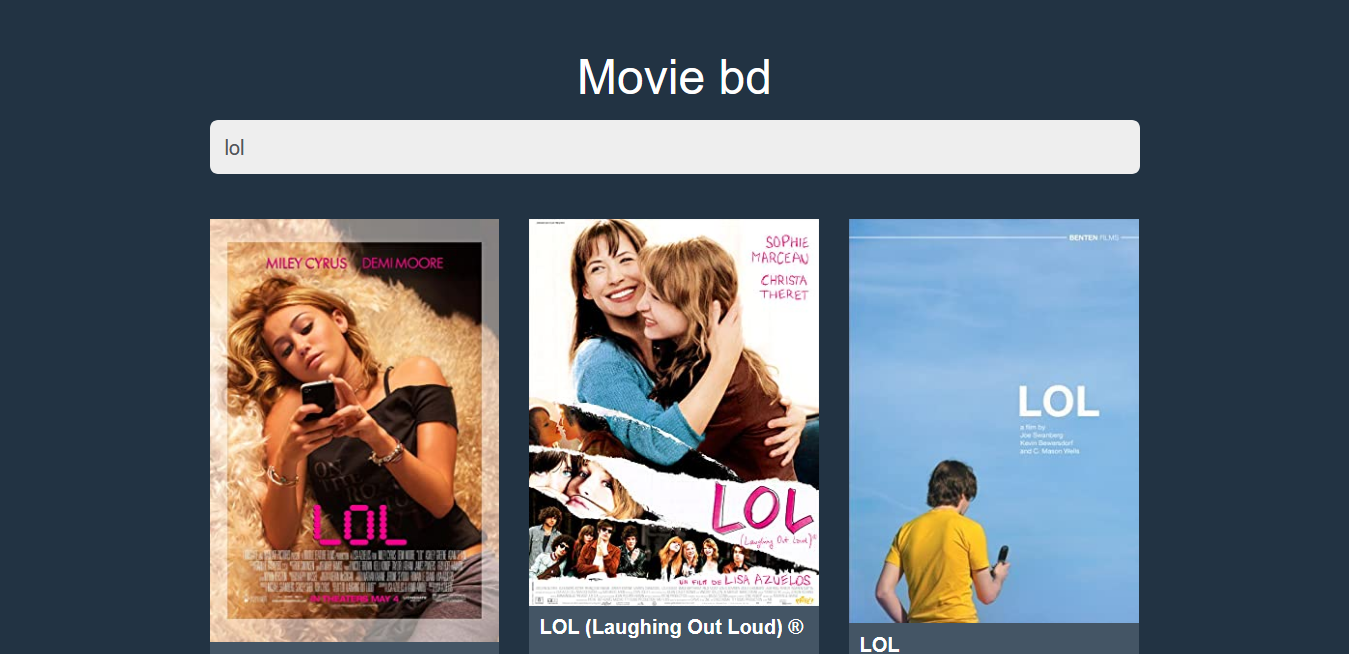 Movie bd
lol
MILEY CYRUS DEMI MOORE
LOL
IN THEATERS MAY 4
SOPHIE
MARCEAU
CHRISTA
THERET
LOL
(Laughing Out Loud)®
UN FILM DE LISA AZUELOS
LOL (Laughing Out Loud) ®
BENTEN FILMS
LOL
a film by
Joe Swanberg
Kevin Bewersdorf
and C. Mason Wells
LOL